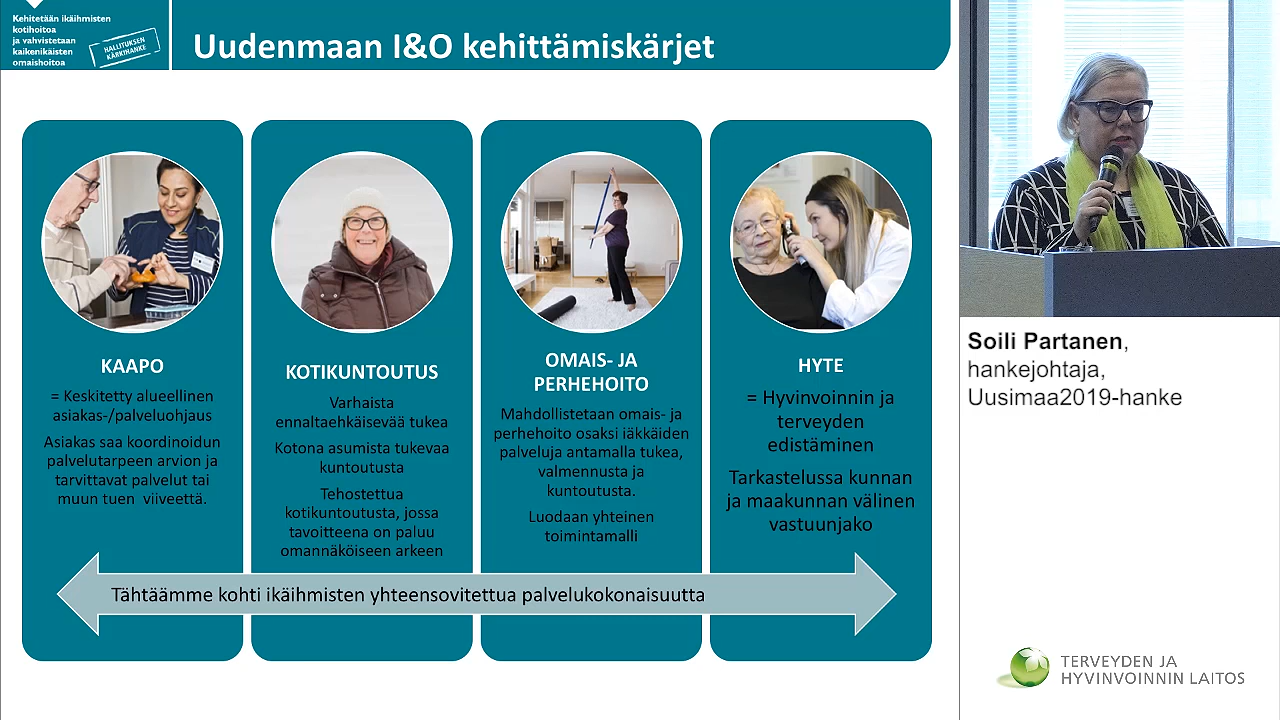 Kehitetään ikäihmisten
kotihoitoa
ja vahvistetaan
kaikenikäisten
omaishoitoa
HALLITUKSEN
KÄRKIHANKE
Uudenmaan I&O kehittämiskärjet
KAAPO
= Keskitetty alueellinen
asiakas-/palveluohjaus
Asiakas saa koordinoidun
palvelutarpeen arvion ja
tarvittavat palvelut tai
muun tuen viiveettä.
KOTIKUNTOUTUS
Varhaista
ennaltaehkäisevää tukea
Kotona asumista tukevaa
kuntoutusta
Tehostettua
kotikuntoutusta, jossa
tavoitteena on paluu
omannäköiseen arkeen
OMAIS- JA
PERHEHOITO
Mahdollistetaan omais- ja
perhehoito osaksi iäkkäiden
palveluja antamalla tukea,
valmennusta ja
kuntoutusta.
Luodaan yhteinen
toimintamalli
HYTE
= Hyvinvoinnin ja
terveyden
edistäminen
Tarkastelussa kunnan
ja maakunnan välinen
vastuunjako
Tähtäämme kohti ikäihmisten yhteensovitettua palvelukokonaisuutta
Soili Partanen,
hankejohtaja,
Uusimaa2019-hanke
TERVEYDEN JA
HYVINVOINNIN LAITOS